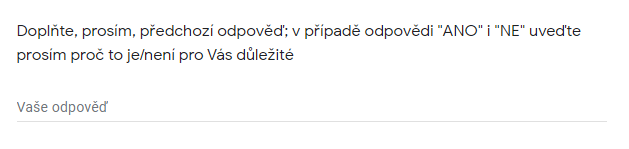 Doplňte, prosím, předchozí odpověď; v případě odpovědi "ANO" i "NE" uveďte
prosím proč to je/není pro Vás důležité
Vaše odpověď